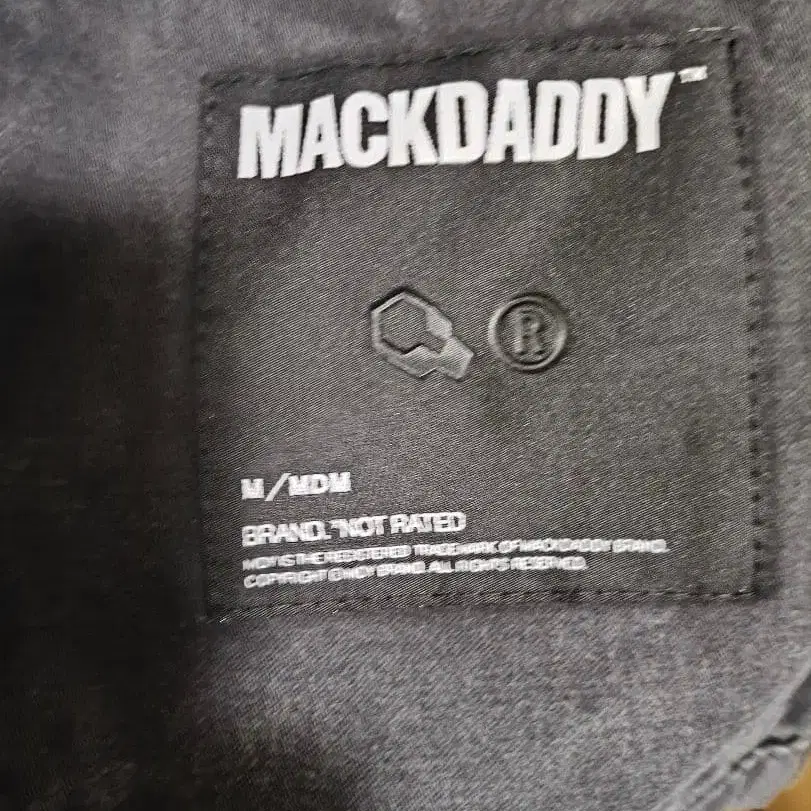 MACKDADDY™
®
M/MDM
BRAND. "NOT RATED
MDY IS THE REGISTERED TRADEMARK OF MACKDADDY BRAND.
COPYRIGHT © MDY BRAND. ALL RIGHTS RESERVED.